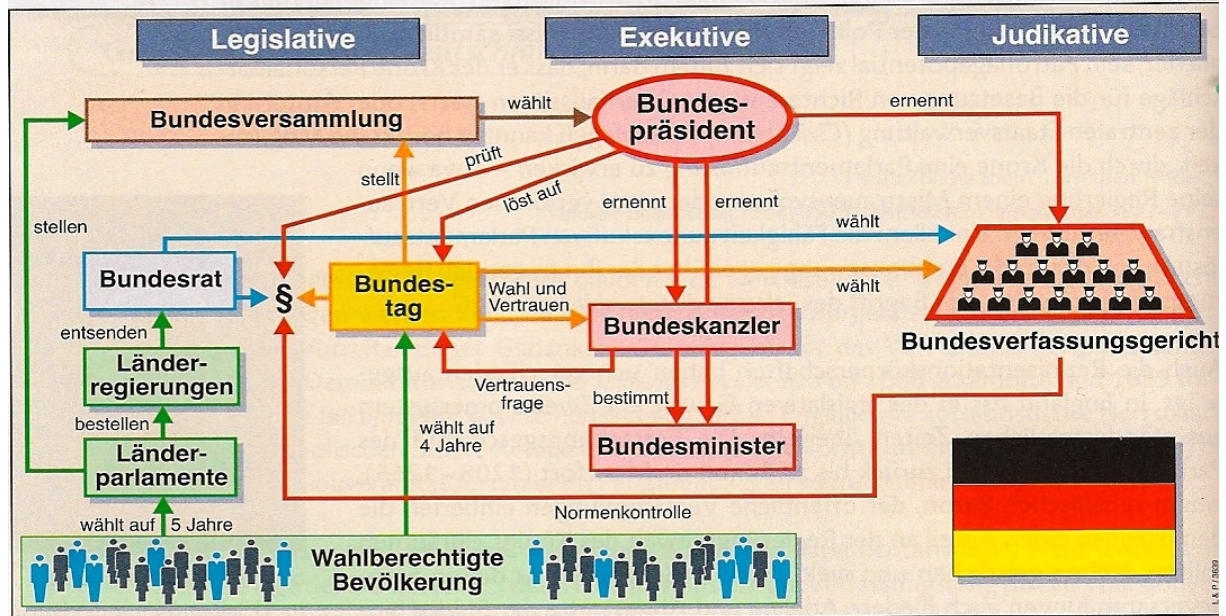 Legislative
Exekutive
Judikative
Bundesversammlung
wählt
Bundes-
präsident
ernennt
prüft
stellt
löst auf
ernennt
ernennt
stellen
wählt
Bundesrat
§
Bundes-
tag
Wahl und
Vertrauen
wählt
entsenden
Bundeskanzler
Bundesverfassungsgericht
Länder-
regierungen
Vertrauens-
frage
bestimmt
bestellen
wählt auf
4 Jahre
Bundesminister
Länder-
parlamente
wählt auf 5 Jahre
Normenkontrolle
Wahlberechtigte
Bevölkerung
L & P / 3639